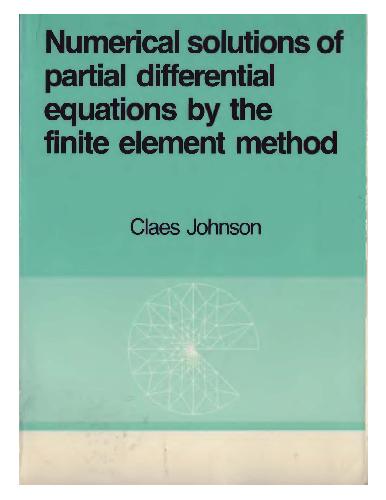 Numerical solutions of
partial differential
equations by the
finite element method
Claes Johnson